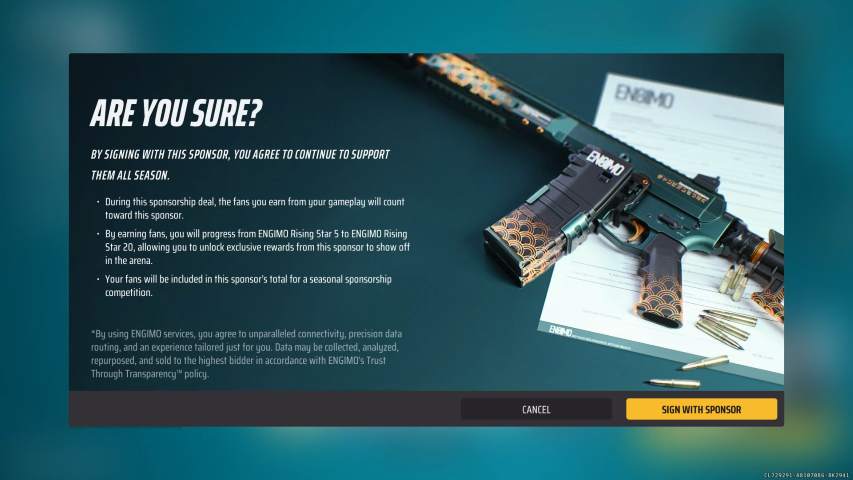 ARE YOU SURE?
BY SIGNING WITH THIS SPONSOR, YOU AGREE TO CONTINUE TO SUPPORT
THEM ALL SEASON.
· During this sponsorship deal, the fans you earn from your gameplay will count
toward this sponsor.
· By earning fans, you will progress from ENGIMO Rising Star 5 to ENGIMO Rising
Star 20, allowing you to unlock exclusive rewards from this sponsor to show off
in the arena.
· Your fans will be included in this sponsor's total for a seasonal sponsorship
competition.
*By using ENGIMO services, you agree to unparalleled connectivity, precision data
routing, and an experience tailored just for you. Data may be collected, analyzed,
repurposed, and sold to the highest bidder in accordance with ENGIMO's Trust
Through Transparency™ policy.
ENGIMO
ENGIMO
ENGIMO
CANCEL
SIGN WITH SPONSOR